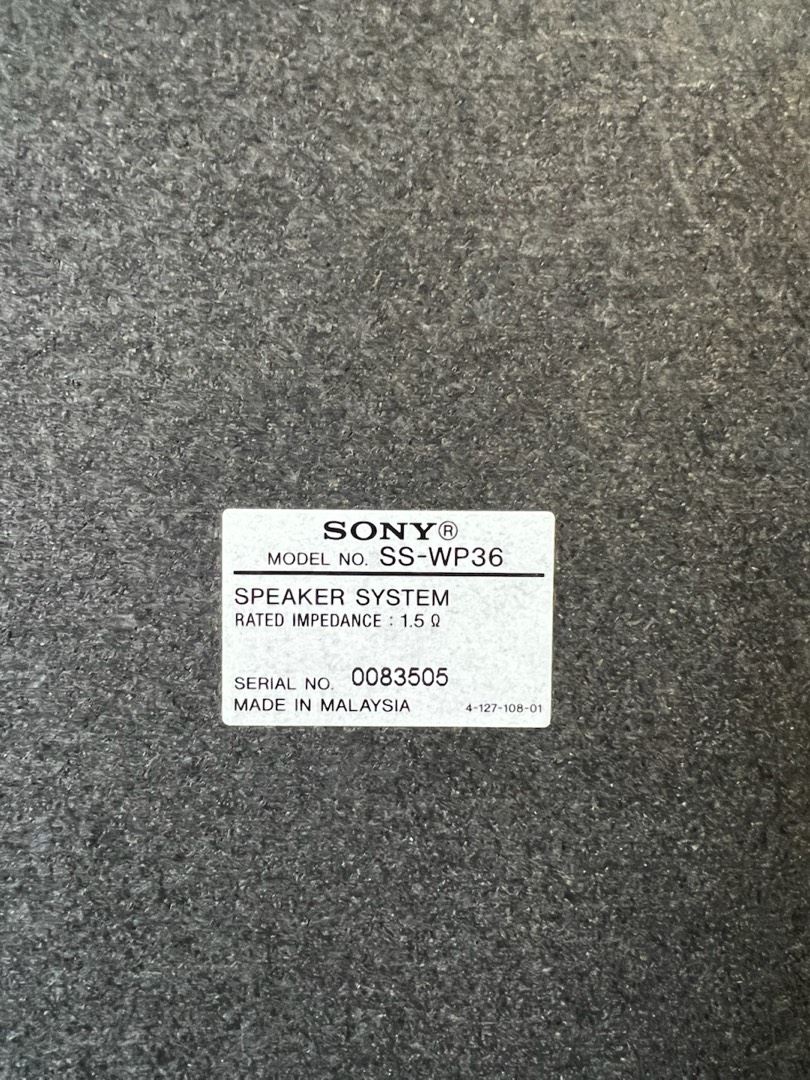 SONY®
MODEL NO. SS-WP36
SPEAKER SYSTEM
RATED IMPEDANCE : 1.5 Ω
SERIAL NO. 0083505
MADE IN MALAYSIA 4-127-108-01